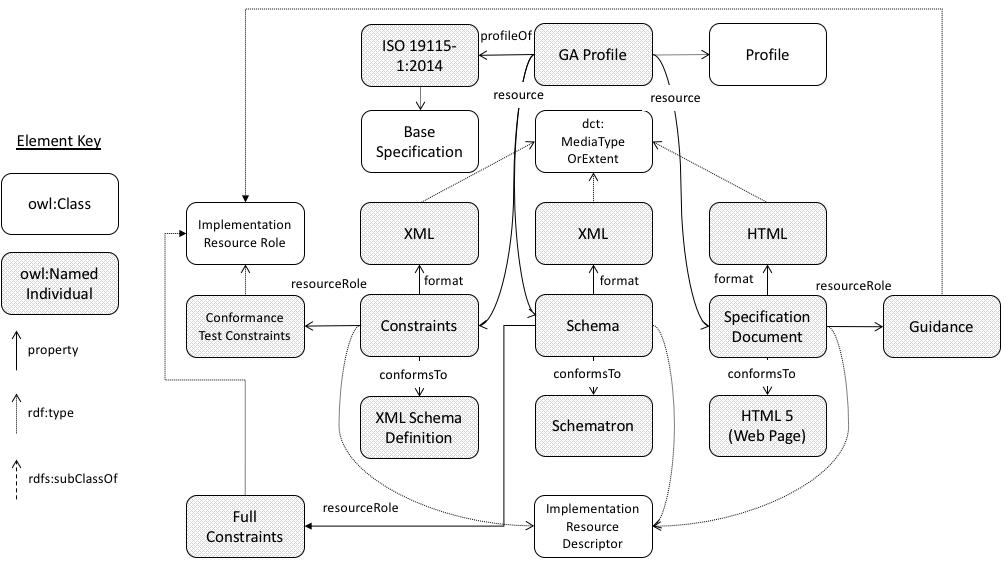 profileOf
ISO 19115-
1:2014
GA Profile
Profile
resource
resource
Base
Specification
dct:
MediaType
OrExtent
Element Key
owl:Class
Implementation
Resource Role
XML
XML
HTML
owl:Named
Individual
resourceRole
format
format
format
resourceRole
Conformance
Test Constraints
Constraints
Schema
Specification
Document
Guidance
property
conformsTo
conformsTo
conformsTo
rdf:type
XML Schema
Definition
Schematron
HTML 5
(Web Page)
rdfs:subClassOf
resourceRole
Full
Constraints
Implementation
Resource
Descriptor